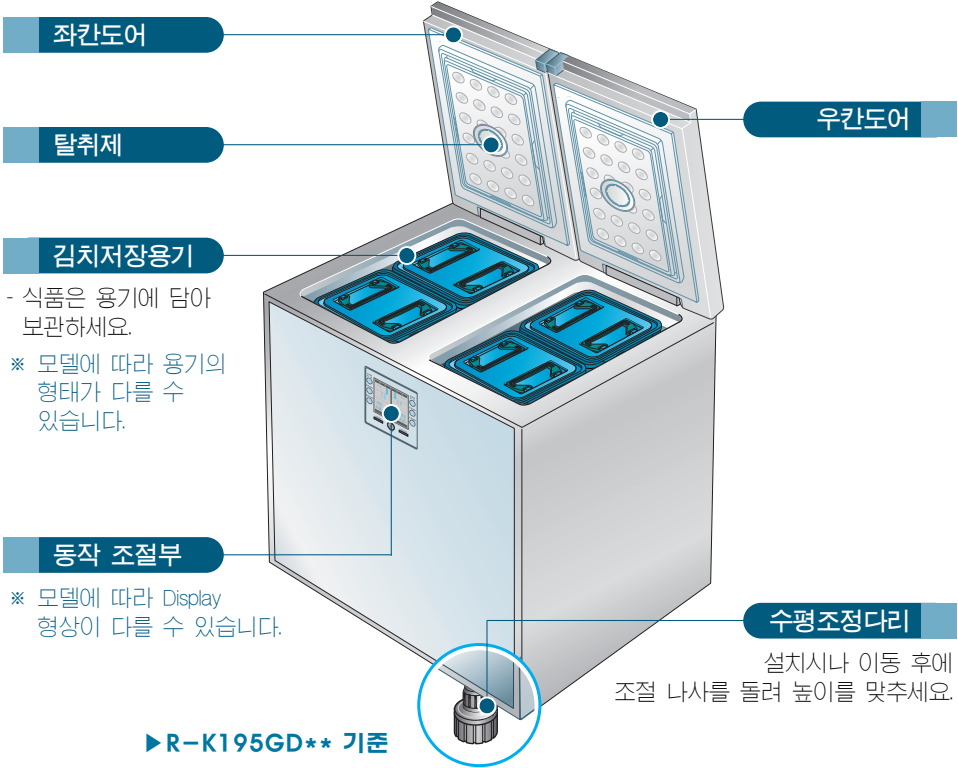 좌칸도어
우칸도어
탈취제
김치저장용기
- 식품은 용기에 담아
보관하세요.
※ 모델에 따라 용기의
형태가 다를 수
있습니다.
동작 조절부
※ 모델에 따라 Display
형상이 다를 수 있습니다.
수평조정다리
설치시나 이동 후에
조절 나사를 돌려 높이를 맞추세요.
▶R-K195GD** 기준